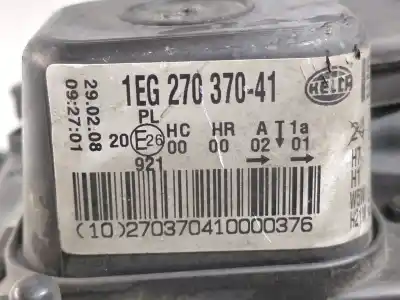 1EG 270 370-41
HELLA
29.02.08
09:27:01
PL
20 E26 HC HR A 1a
00 00 02 01
921
H1
(10)270370410000376